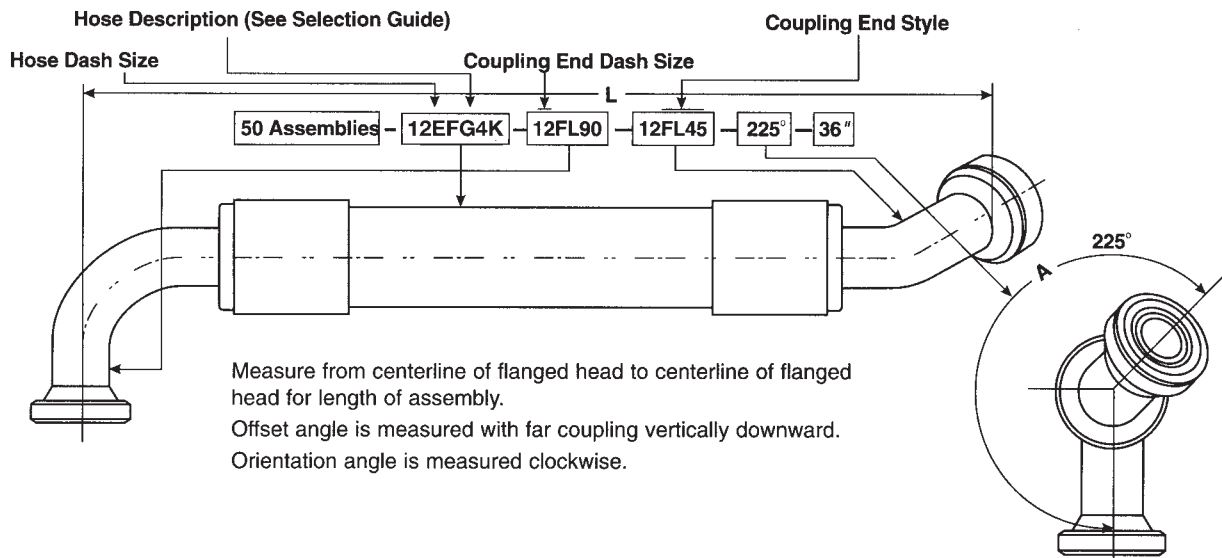 Hose Description (See Selection Guide)
Coupling End Style
Hose Dash Size
Coupling End Dash Size
L
50 Assemblies – 12EFG4K – 12FL90 – 12FL45 – 225° – 36"
225°
A
Measure from centerline of flanged head to centerline of flanged
head for length of assembly.
Offset angle is measured with far coupling vertically downward.
Orientation angle is measured clockwise.